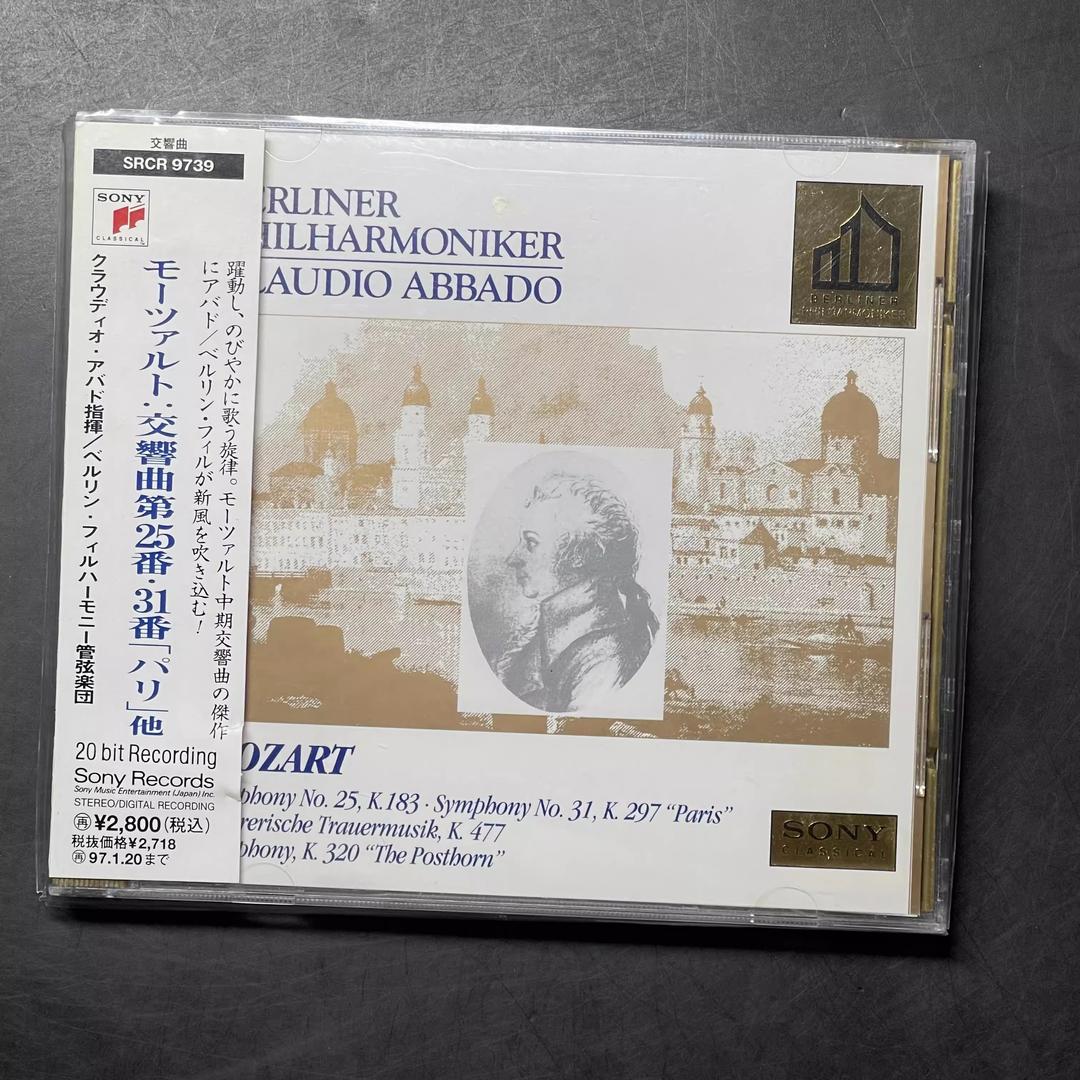 交響曲
SRCR 9739
SONY
CLASSICAL
躍動し、のびやかに歌う旋律。モーツァルト中期交響曲の傑作
にアバド/ベルリン・フィルが新風を吹き込む!
モーツァルト:交響曲第25番・31番「パリ」他
クラウディオ・アバド指揮/ベルリン・フィルハーモニー管弦楽団
20 bit Recording
Sony Records
Sony Music Entertainment (Japan) Inc.
STEREO/DIGITAL RECORDING
再 ¥2,800(税込)
税抜価格¥2,718
再 97.1.20まで
ERLINER
HILHARMONIKER
LAUDIO ABBADO
BERLINER
PHILHARMONIKER
OZART
phony No. 25, K.183 · Symphony No. 31, K. 297 “Paris”
rerische Trauermusik, K. 477
phony, K. 320 “The Posthorn”
SONY
CLASSICAL